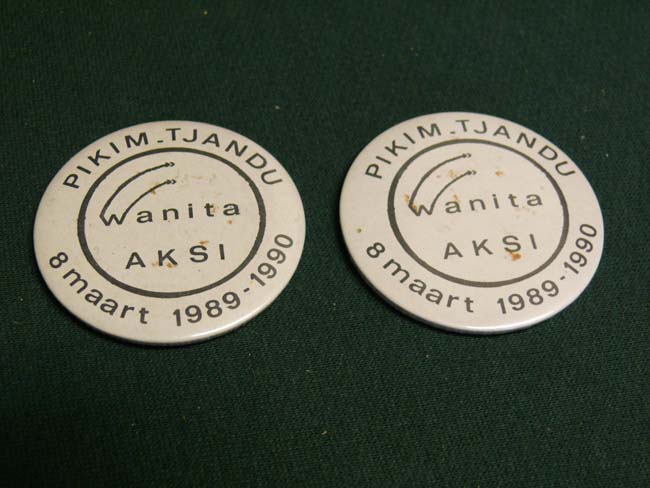 PIKIM-TJANDU
Wanita
AKSI
8 maart 1989-1990
PIKIM-TJANDU
Wanita
AKSI
8 maart 1989-1990